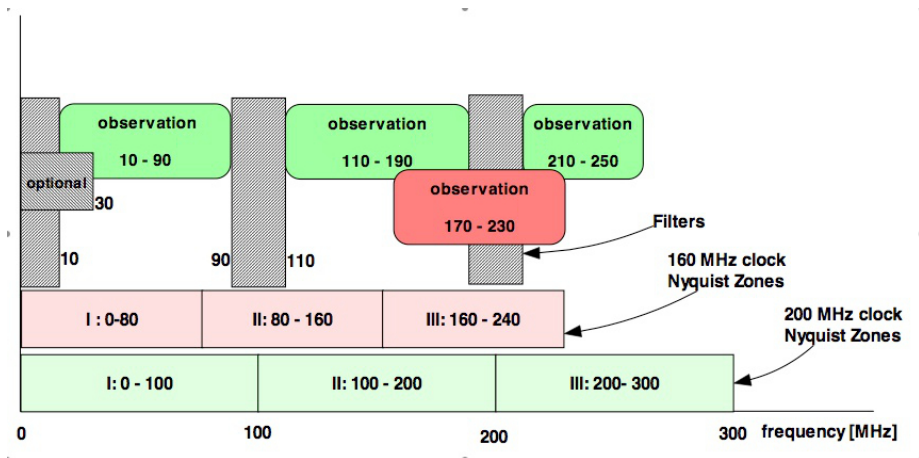 observation
10 - 90
observation
110 - 190
observation
210 - 250
optional
30
observation
170 - 230
Filters
10
90
110
160 MHz clock
Nyquist Zones
I : 0-80
II: 80 - 160
III: 160 - 240
200 MHz clock
Nyquist Zones
I: 0 - 100
II: 100 - 200
III: 200- 300
0
100
200
300
frequency [MHz]